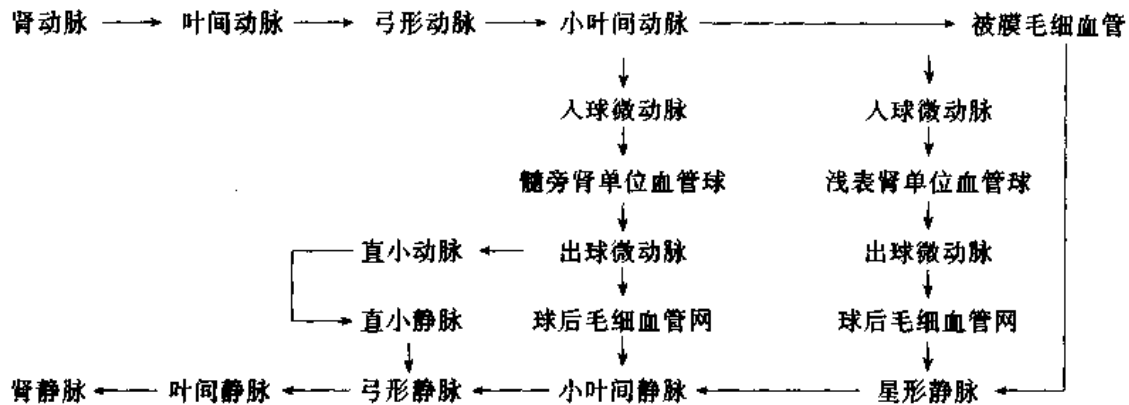 肾动脉 叶间动脉 弓形动脉 小叶间动脉 被膜毛细血管
入球微动脉 入球微动脉
髓旁肾单位血管球 浅表肾单位血管球
直小动脉 出球微动脉 出球微动脉
直小静脉 球后毛细血管网 球后毛细血管网
肾静脉 叶间静脉 弓形静脉 小叶间静脉 星形静脉